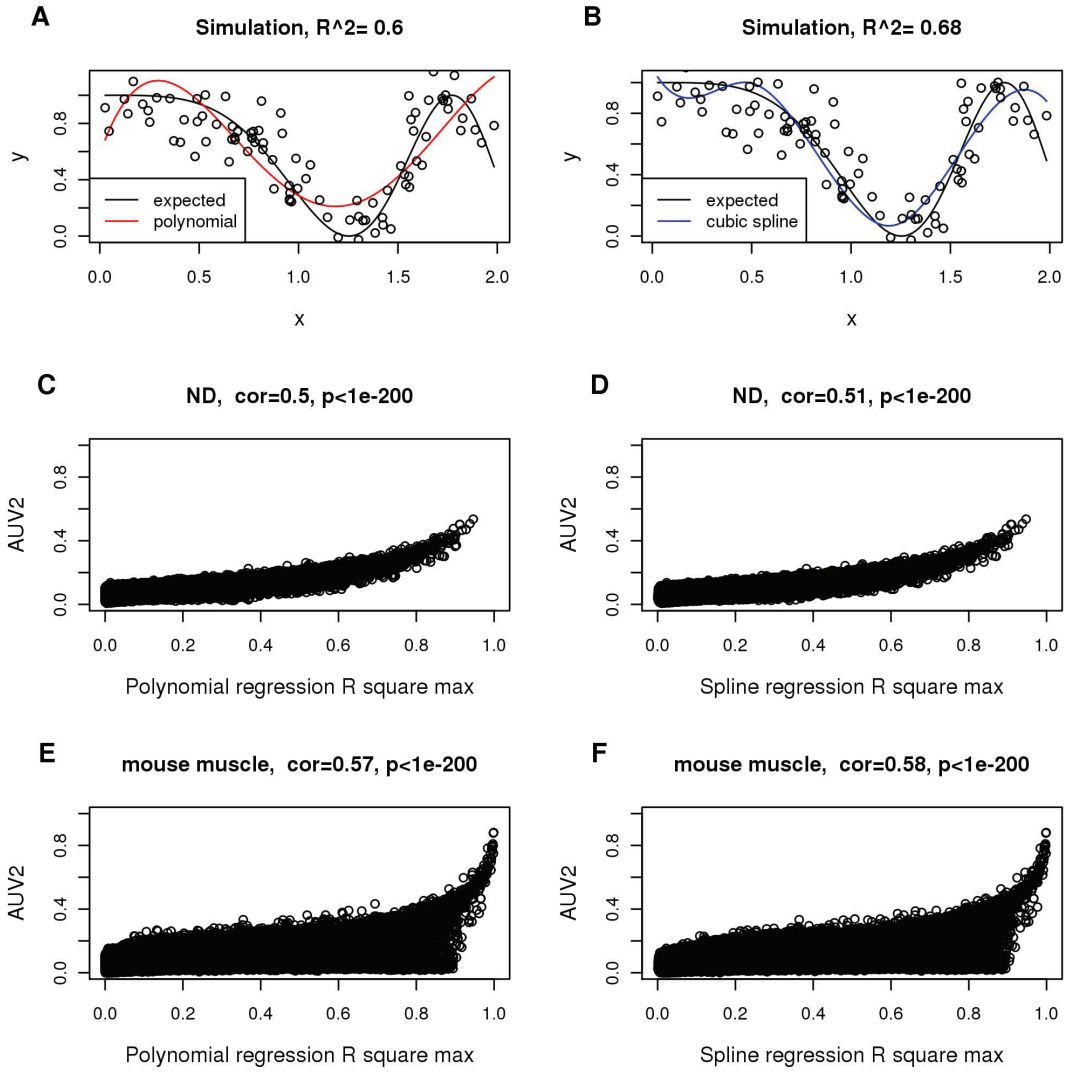 A
Simulation, R^2= 0.6
y
0.0 0.4 0.8
expected
polynomial
0.0 0.5 1.0 1.5 2.0
x
B
Simulation, R^2= 0.68
y
0.0 0.4 0.8
expected
cubic spline
0.0 0.5 1.0 1.5 2.0
x
C
ND, cor=0.5, p<1e-200
AUV2
0.0 0.4 0.8
0.0 0.2 0.4 0.6 0.8 1.0
Polynomial regression R square max
D
ND, cor=0.51, p<1e-200
AUV2
0.0 0.4 0.8
0.0 0.2 0.4 0.6 0.8 1.0
Spline regression R square max
E
mouse muscle, cor=0.57, p<1e-200
AUV2
0.0 0.4 0.8
0.0 0.2 0.4 0.6 0.8 1.0
Polynomial regression R square max
F
mouse muscle, cor=0.58, p<1e-200
AUV2
0.0 0.4 0.8
0.0 0.2 0.4 0.6 0.8 1.0
Spline regression R square max